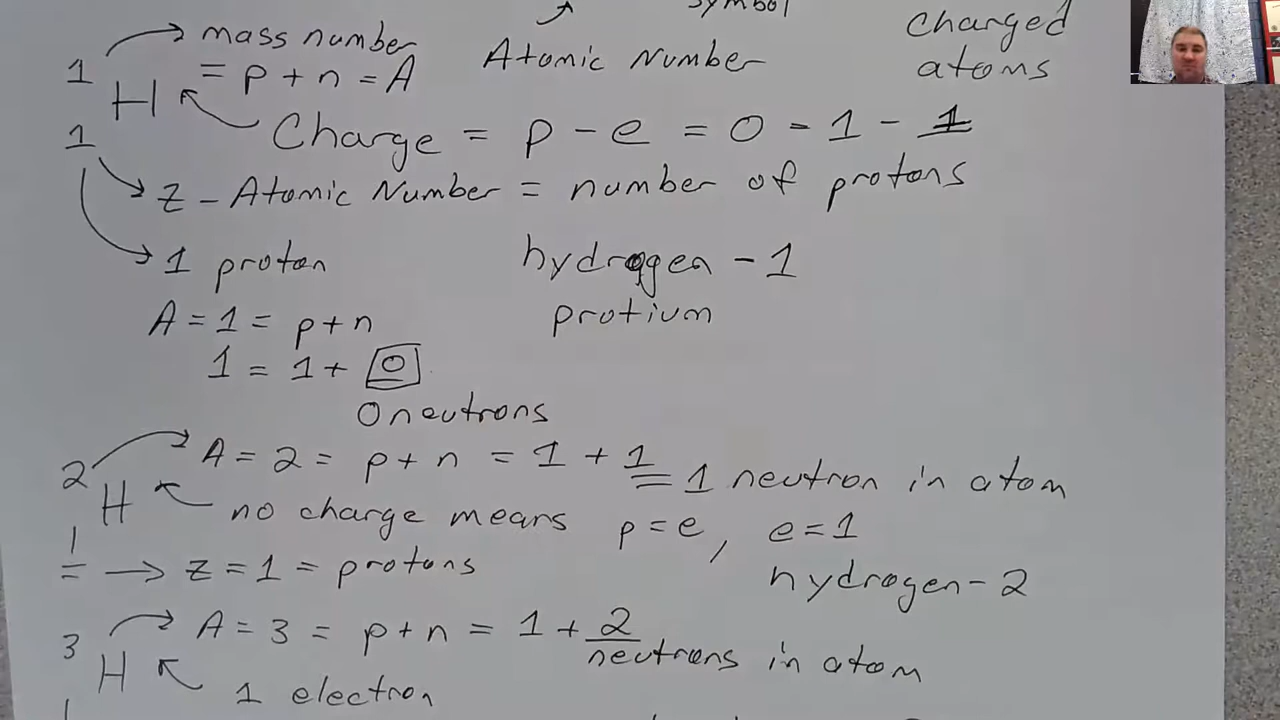 symbol
charged
atoms
Atomic Number
mass number
= p + n = A
1
H
1
Charge = p - e = 0 - 1 - 1
z - Atomic Number = number of protons
1 proton
hydrogen - 1
protium
A = 1 = p + n
1 = 1 + 0
0 neutrons
2
H
1
A = 2 = p + n = 1 + 1 = 1 neutron in atom
no charge means p = e, e = 1
z = 1 = protons
hydrogen - 2
3
H
1
A = 3 = p + n = 1 + 2
neutrons in atom
1 electron